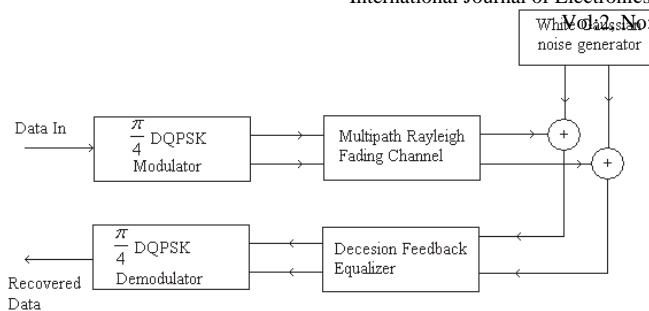 International Journal of Electronics
Vol:2, No:
White Gaussian
noise generator
Data In
π/4 DQPSK
Modulator
Multipath Rayleigh
Fading Channel
+
+
π/4 DQPSK
Demodulator
Decesion Feedback
Equalizer
Recovered
Data